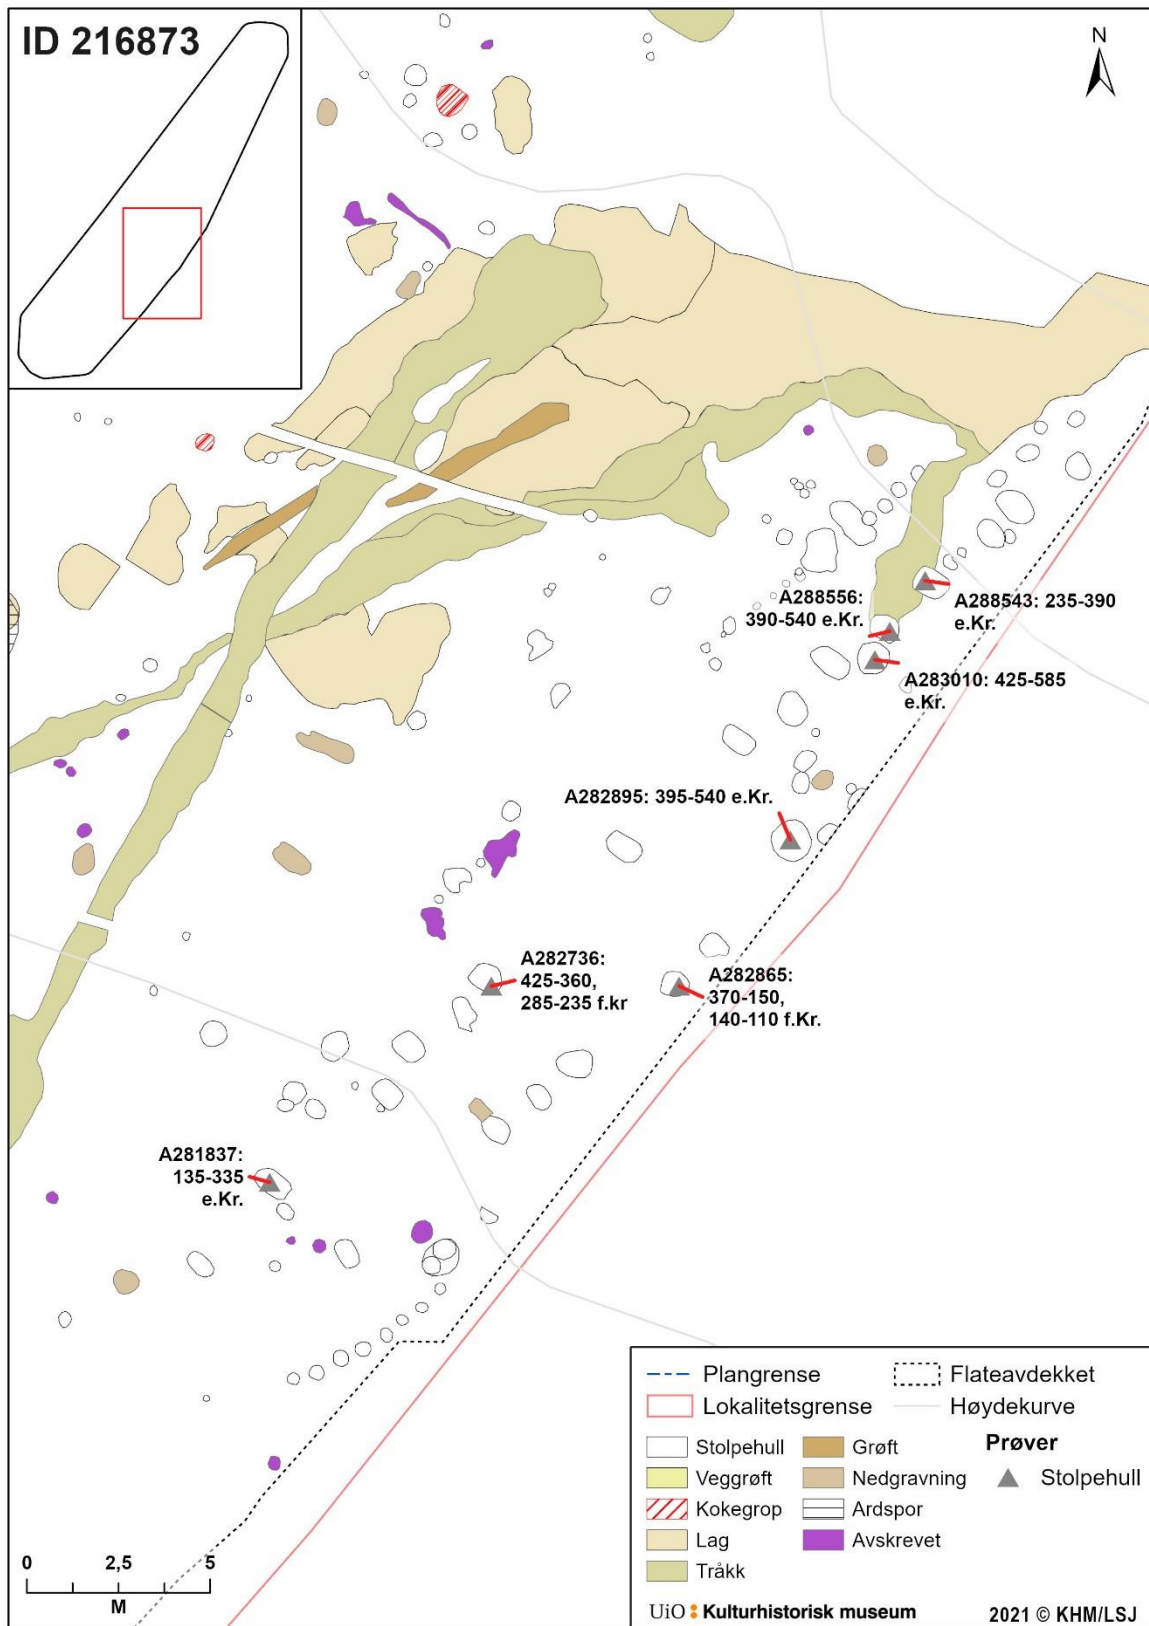 ID 216873
N
A288556:
390-540 e.Kr.
A288543: 235-390
e.Kr.
A283010: 425-585
e.Kr.
A282895: 395-540 e.Kr.
A282736:
425-360,
285-235 f.kr
A282865:
370-150,
140-110 f.Kr.
A281837:
135-335
e.Kr.
0 2,5 5
M
Plangrense
Flateavdekket
Lokalitetsgrense
Høydekurve
Stolpehull
Grøft
Prøver
Veggrøft
Nedgravning
Stolpehull
Kokegrop
Ardspor
Lag
Avskrevet
Tråkk
UiO Kulturhistorisk museum
2021 © KHM/LSJ